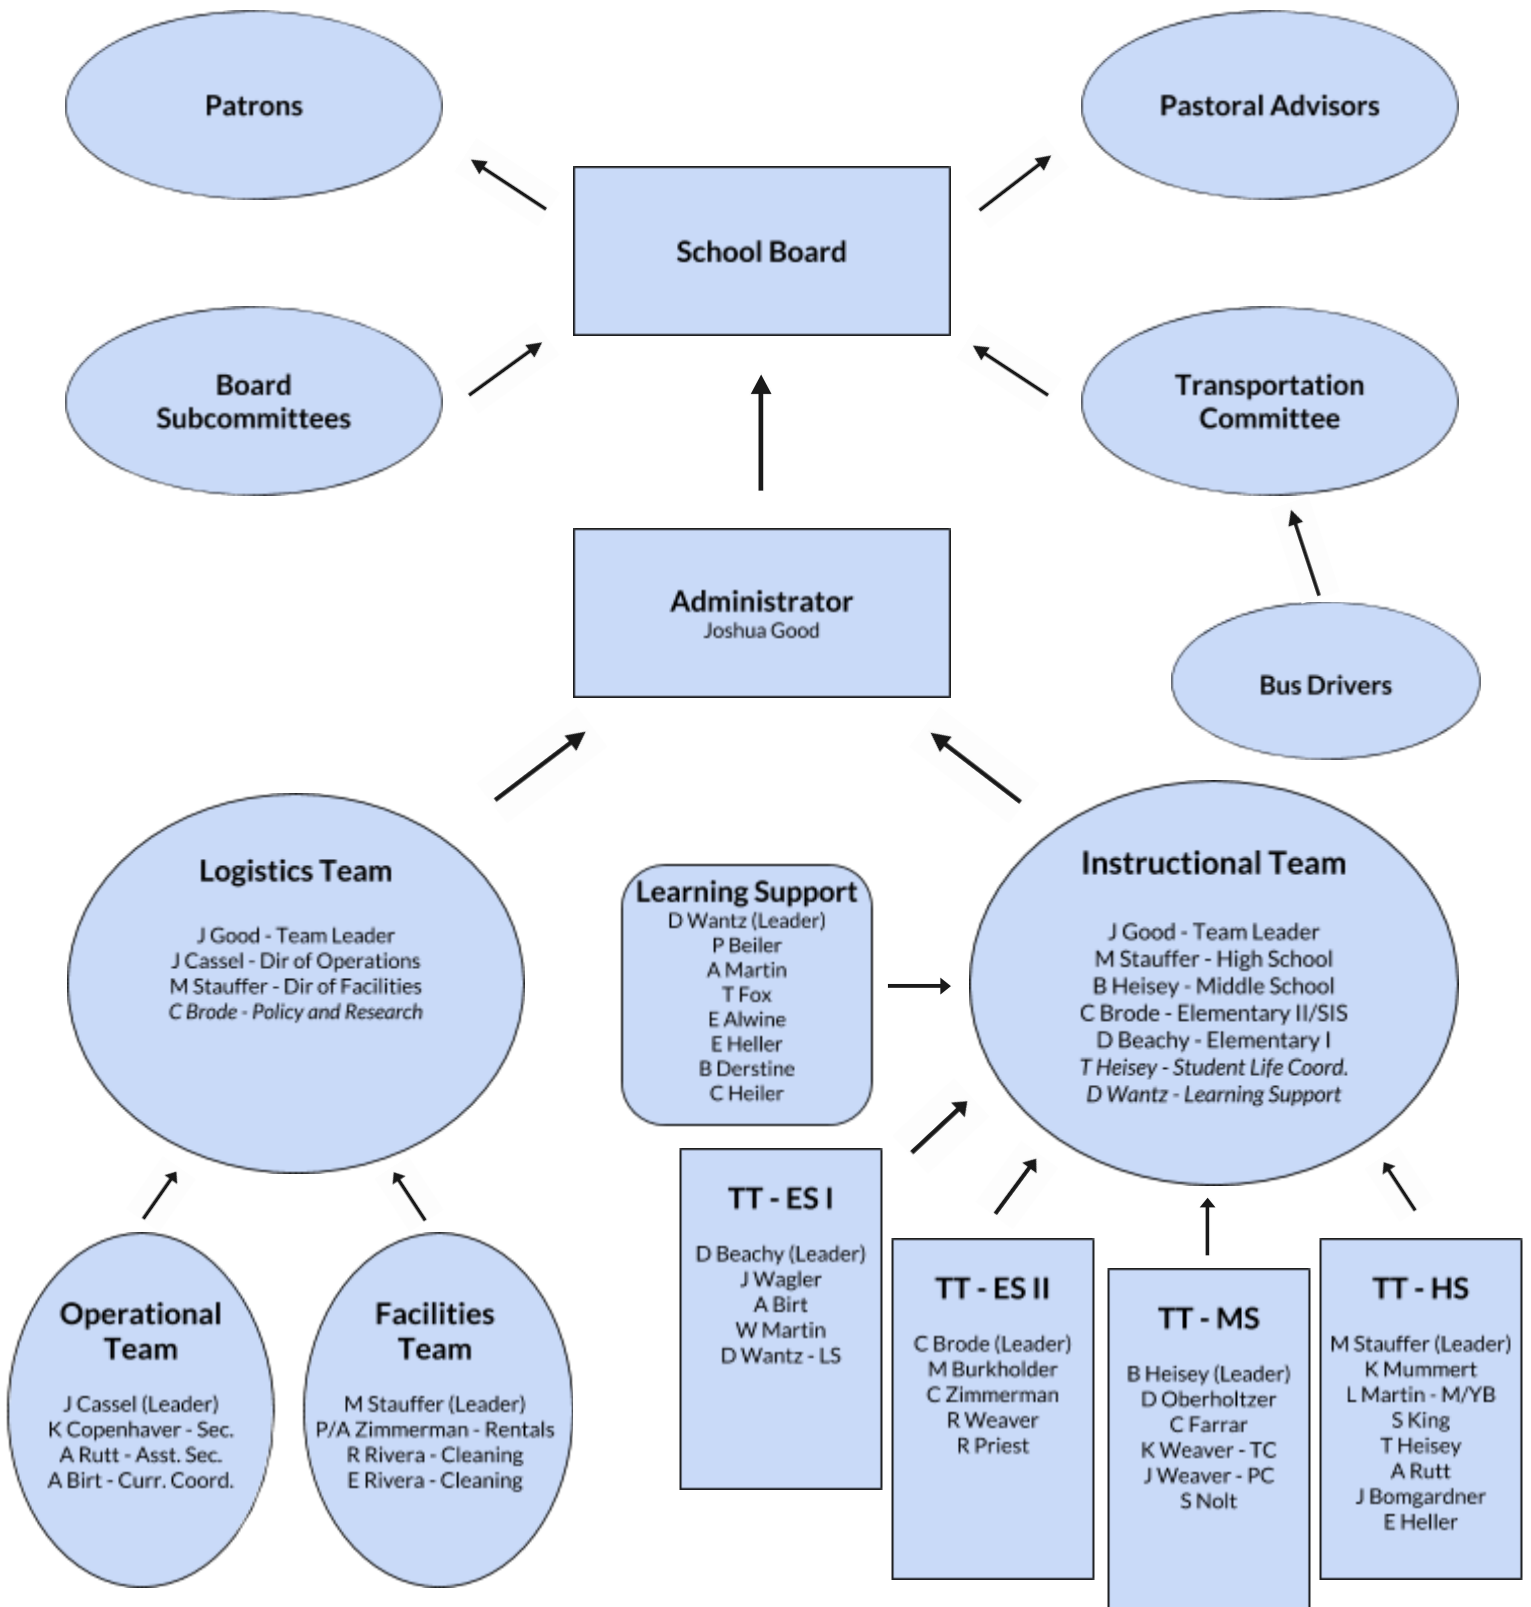 Patrons
Pastoral Advisors
School Board
Board
Subcommittees
Transportation
Committee
Administrator
Joshua Good
Bus Drivers
Logistics Team
J Good - Team Leader
J Cassel - Dir of Operations
M Stauffer - Dir of Facilities
C Brode - Policy and Research
Learning Support
D Wantz (Leader)
P Beiler
A Martin
T Fox
E Alwine
E Heller
B Derstine
C Heiler
Instructional Team
J Good - Team Leader
M Stauffer - High School
B Heisey - Middle School
C Brode - Elementary II/SIS
D Beachy - Elementary I
T Heisey - Student Life Coord.
D Wantz - Learning Support
Operational
Team
J Cassel (Leader)
K Copenhaver - Sec.
A Rutt - Asst. Sec.
A Birt - Curr. Coord.
Facilities
Team
M Stauffer (Leader)
P/A Zimmerman - Rentals
R Rivera - Cleaning
E Rivera - Cleaning
TT - ES I
D Beachy (Leader)
J Wagler
A Birt
W Martin
D Wantz - LS
TT - ES II
C Brode (Leader)
M Burkholder
C Zimmerman
R Weaver
R Priest
TT - MS
B Heisey (Leader)
D Oberholtzer
C Farrar
K Weaver - TC
J Weaver - PC
S Nolt
TT - HS
M Stauffer (Leader)
K Mummert
L Martin - M/YB
S King
T Heisey
A Rutt
J Bomgardner
E Heller